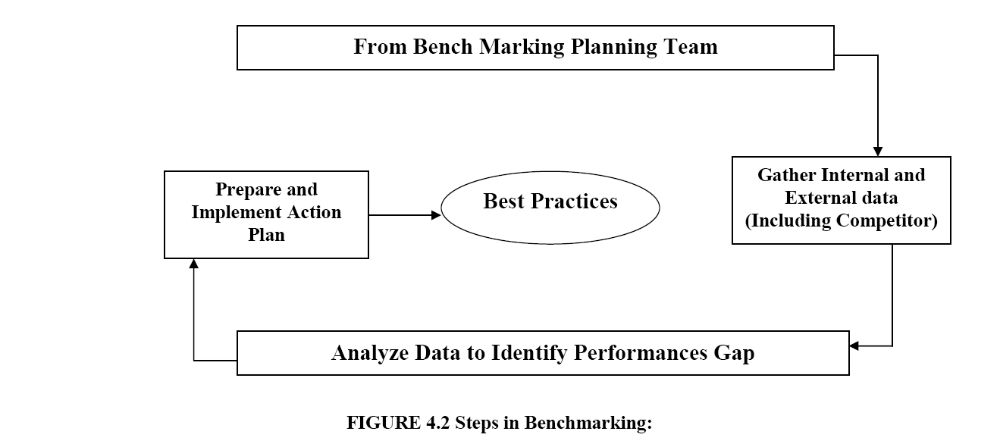 From Bench Marking Planning Team
Gather Internal and
External data
(Including Competitor)
Prepare and
Implement Action
Plan
Best Practices
Analyze Data to Identify Performances Gap
FIGURE 4.2 Steps in Benchmarking: